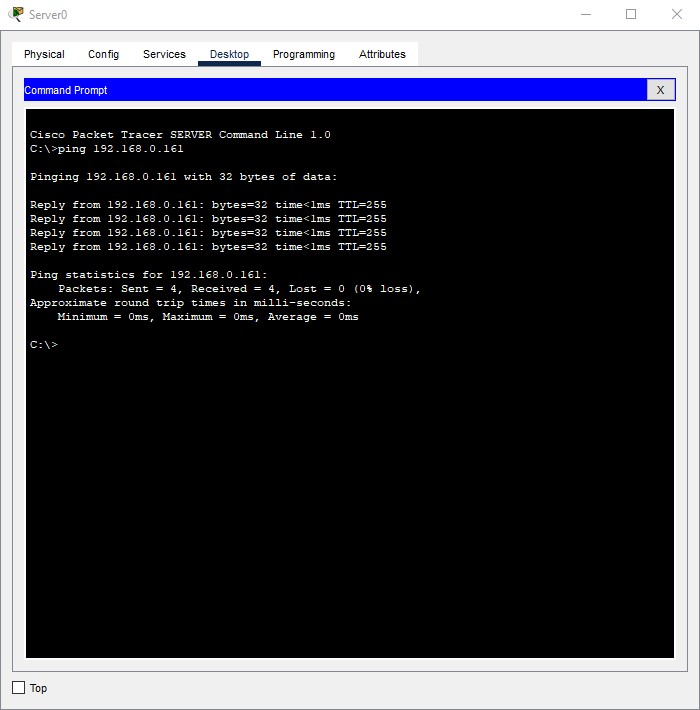 Server0
Physical Config Services Desktop Programming Attributes
Command Prompt X
Cisco Packet Tracer SERVER Command Line 1.0
C:\>ping 192.168.0.161
Pinging 192.168.0.161 with 32 bytes of data:
Reply from 192.168.0.161: bytes=32 time<1ms TTL=255
Reply from 192.168.0.161: bytes=32 time<1ms TTL=255
Reply from 192.168.0.161: bytes=32 time<1ms TTL=255
Reply from 192.168.0.161: bytes=32 time<1ms TTL=255
Ping statistics for 192.168.0.161:
    Packets: Sent = 4, Received = 4, Lost = 0 (0% loss),
Approximate round trip times in milli-seconds:
    Minimum = 0ms, Maximum = 0ms, Average = 0ms
C:\>
Top